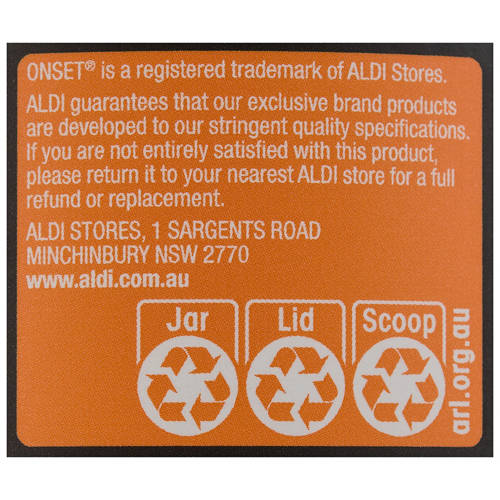 ONSET® is a registered trademark of ALDI Stores.
ALDI guarantees that our exclusive brand products
are developed to our stringent quality specifications.
If you are not entirely satisfied with this product,
please return it to your nearest ALDI store for a full
refund or replacement.
ALDI STORES, 1 SARGENTS ROAD
MINCHINBURY NSW 2770
www.aldi.com.au
Jar
Lid
Scoop
arl.org.au